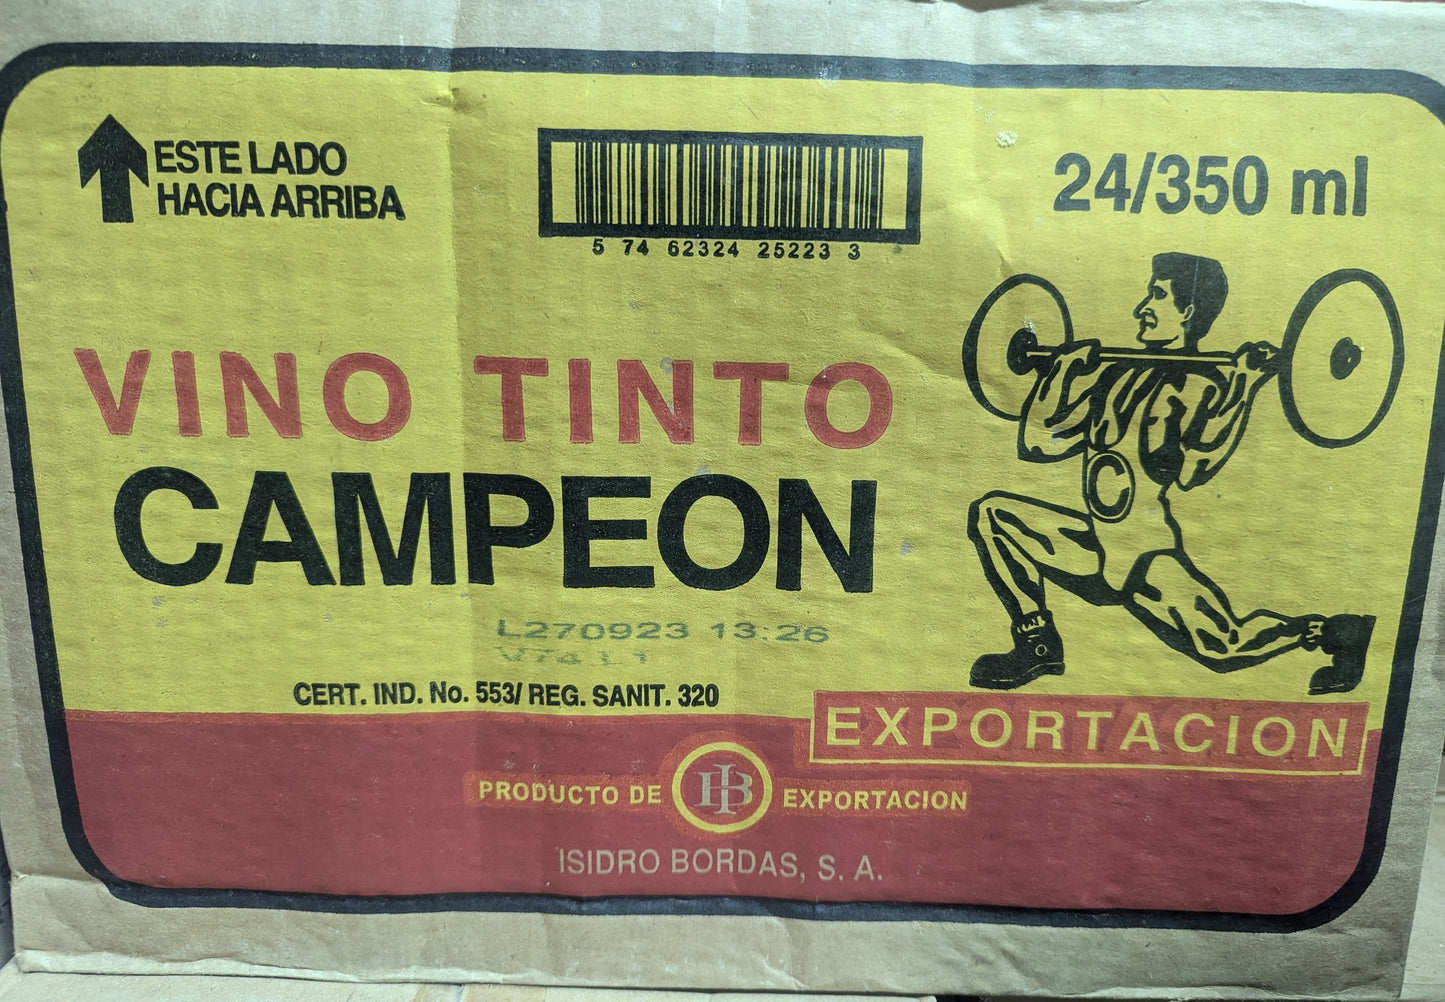 ESTE LADO
HACIA ARRIBA
5 74 62324 25223 3
24/350 ml
VINO TINTO
CAMPEON
C
L270923 13:26
CERT. IND. No. 553/ REG. SANIT. 320
EXPORTACION
PRODUCTO DE IB EXPORTACION
ISIDRO BORDAS, S. A.